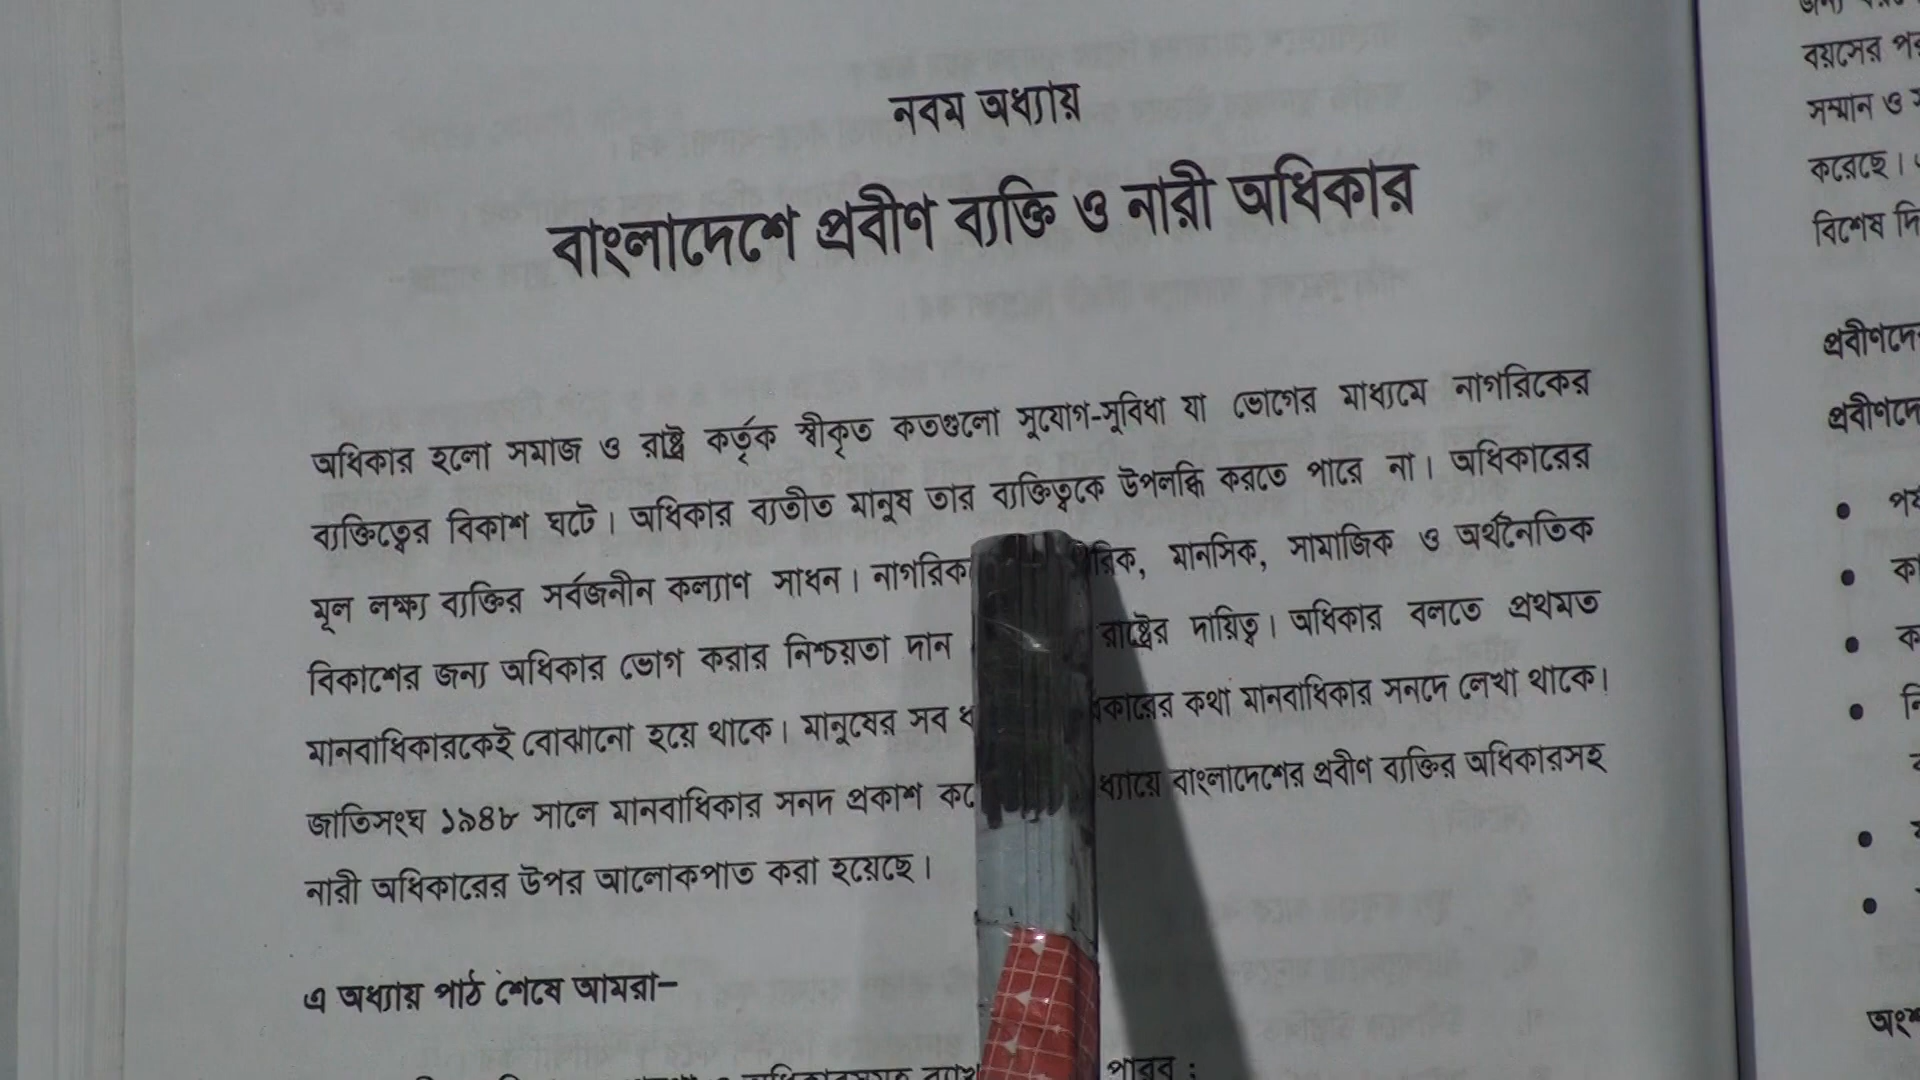 নবম অধ্যায়
বাংলাদেশে প্রবীণ ব্যক্তি ও নারী অধিকার
অধিকার হলো সমাজ ও রাষ্ট্র কর্তৃক স্বীকৃত কতগুলো সুযোগ-সুবিধা যা ভোগের মাধ্যমে নাগরিকের
ব্যক্তিত্বের বিকাশ ঘটে। অধিকার ব্যতীত মানুষ তার ব্যক্তিত্বকে উপলব্ধি করতে পারে না। অধিকারের
মূল লক্ষ্য ব্যক্তির সর্বজনীন কল্যাণ সাধন। নাগরিক মানসিক, সামাজিক ও অর্থনৈতিক
বিকাশের জন্য অধিকার ভোগ করার নিশ্চয়তা দান রাষ্ট্রের দায়িত্ব। অধিকার বলতে প্রথমত
মানবাধিকারকেই বোঝানো হয়ে থাকে। মানুষের সব কথা মানবাধিকার সনদে লেখা থাকে।
জাতিসংঘ ১৯৪৮ সালে মানবাধিকার সনদ প্রকাশ বাংলাদেশের প্রবীণ ব্যক্তির অধিকারসহ
নারী অধিকারের উপর আলোকপাত করা হয়েছে।
এ অধ্যায় পাঠ শেষে আমরা–
পারব ;
বয়সের
সম্মান ও
করেছে।
বিশেষ